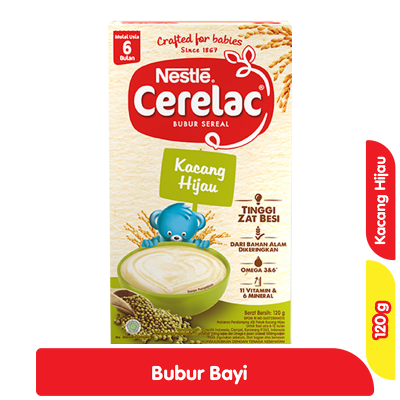 Mulai Usia
6
Bulan
Crafted for babies
Since 1867
Nestlé
Cerelac®
BUBUR SEREAL
Kacang
Hijau
TINGGI
ZAT BESI
DARI BAHAN ALAM
DIKERINGKAN
OMEGA 3&6
11 VITAMIN &
6 MINERAL
Berat Bersih: 120 g
Kacang Hijau
120 g
Bubur Bayi